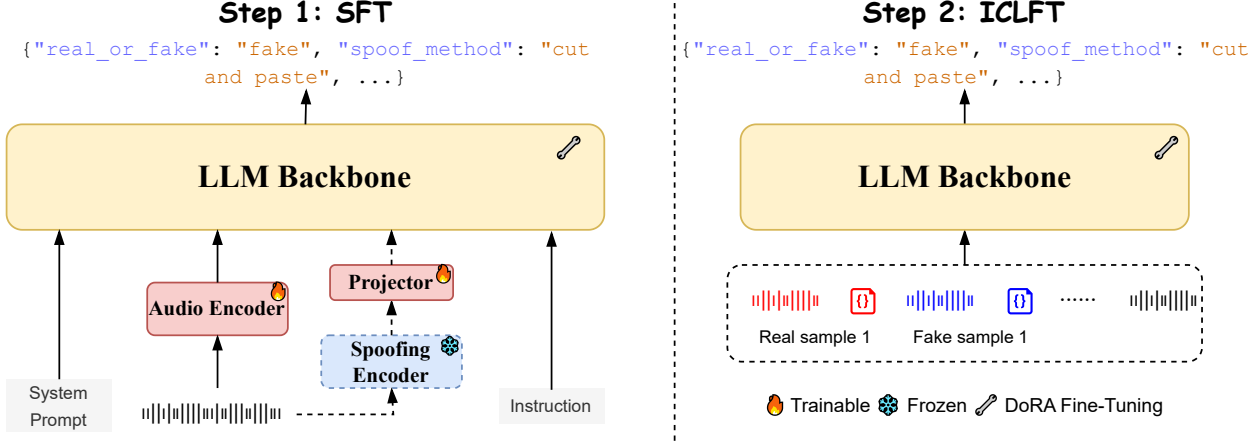 Step 1: SFT
{"real_or_fake": "fake", "spoof_method": "cut
and paste", ...}
LLM Backbone
Audio Encoder
Projector
Spoofing
Encoder
System
Prompt
Instruction
Step 2: ICLFT
{"real_or_fake": "fake", "spoof_method": "cut
and paste", ...}
LLM Backbone
{} {} ......
Real sample 1 Fake sample 1
Trainable Frozen DoRA Fine-Tuning